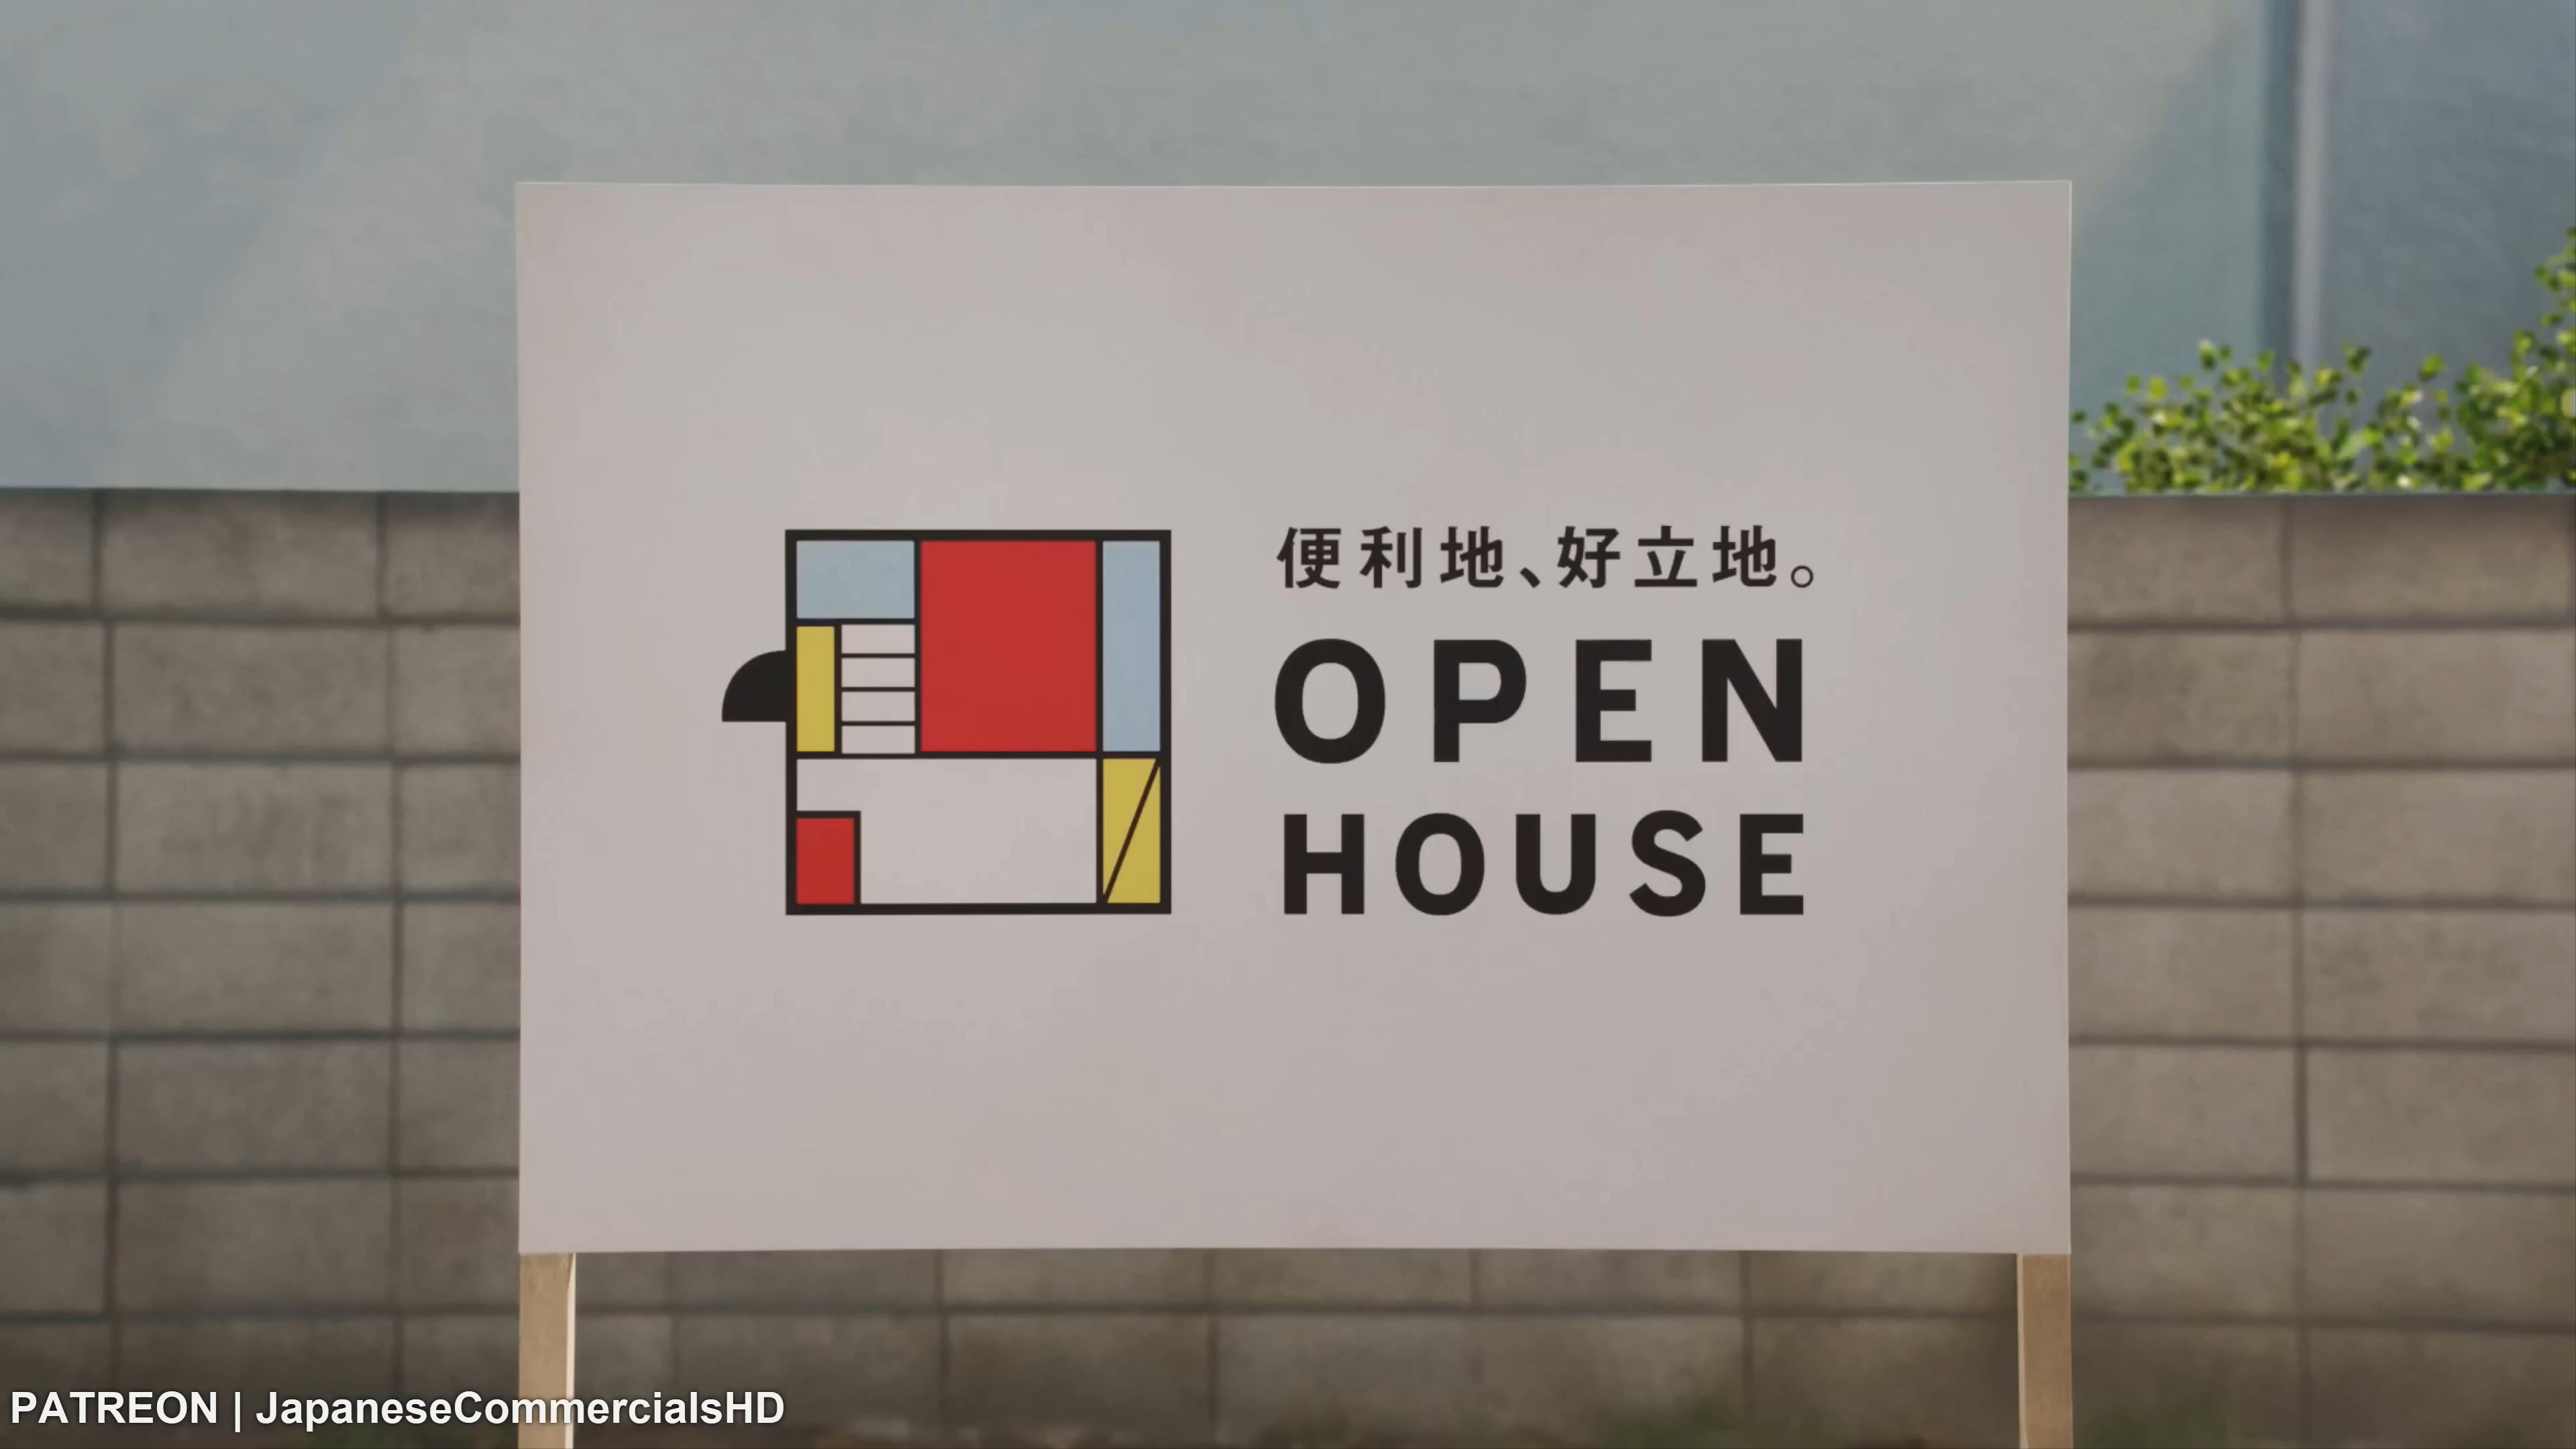 便利地、好立地。
OPEN
HOUSE
PATREON | JapaneseCommercialsHD